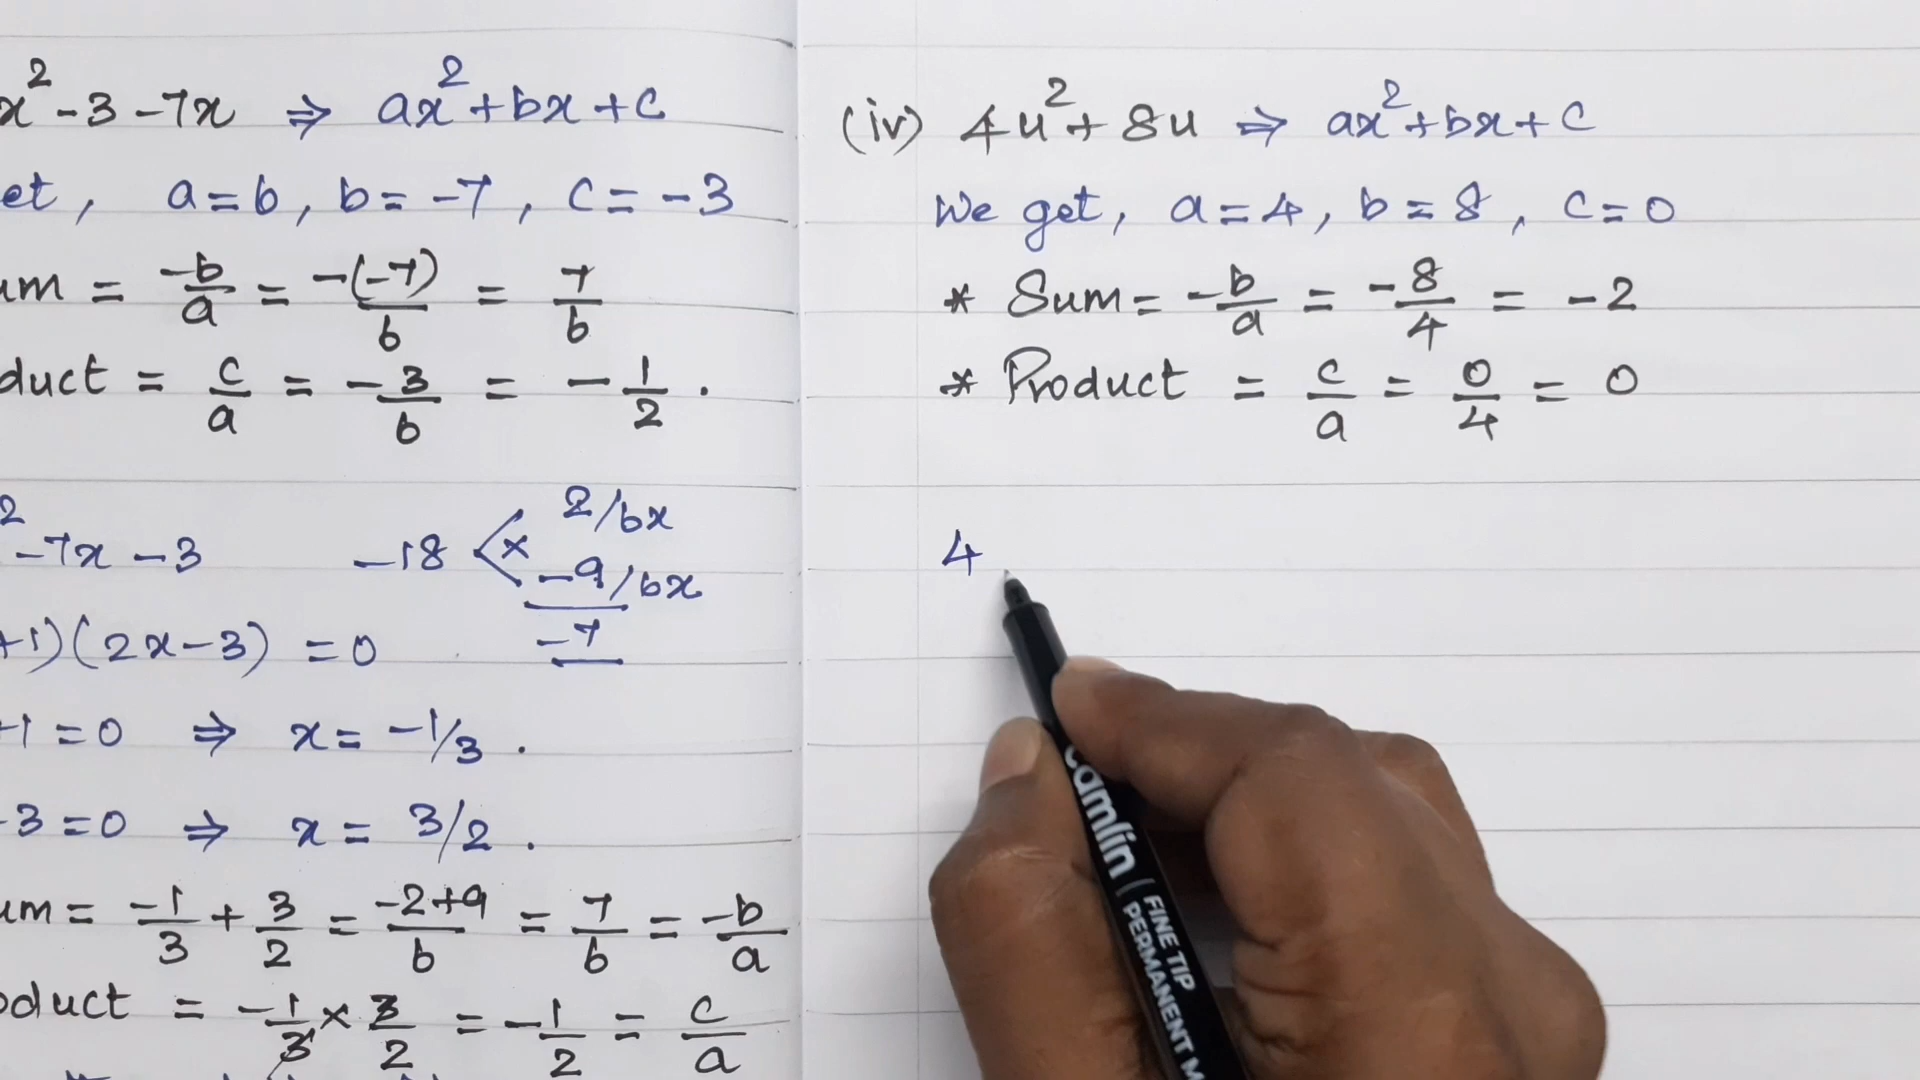 x² - 3 - 7x ⇒ ax² + bx + c
et, a = 6, b = -7, c = -3
um = -b/a = -(-7)/6 = 7/6
duct = c/a = -3/6 = -1/2.
² - 7x - 3 -18 < × 2/6x
-9/6x
-7
+1)(2x-3) = 0
+1 = 0 ⇒ x = -1/3.
-3 = 0 ⇒ x = 3/2.
um = -1/3 + 3/2 = -2+9/6 = 7/6 = -b/a
oduct = -1/3 × 3/2 = -1/2 = c/a
(iv) 4u² + 8u ⇒ ax² + bx + c
We get, a = 4, b = 8, c = 0
* Sum = -b/a = -8/4 = -2
* Product = c/a = 0/4 = 0
4
camlin FINE TIP
PERMANENT M